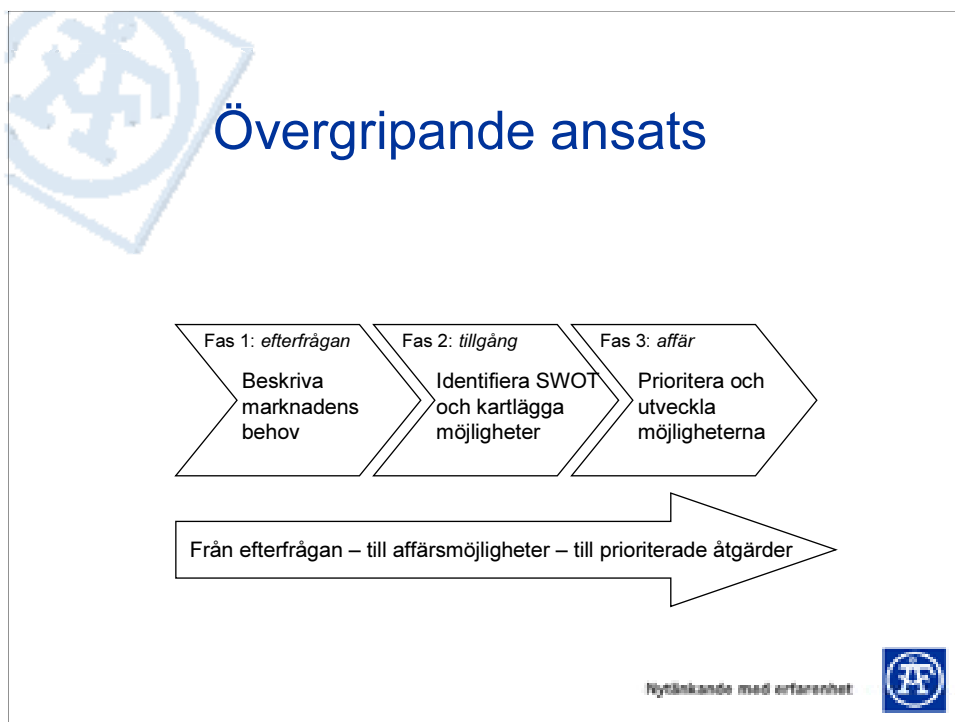 Övergripande ansats
Fas 1: efterfrågan
Beskriva
marknadens
behov
Fas 2: tillgång
Identifiera SWOT
och kartlägga
möjligheter
Fas 3: affär
Prioritera och
utveckla
möjligheterna
Från efterfrågan – till affärsmöjligheter – till prioriterade åtgärder
Nytänkande med erfarenhet
ÅF